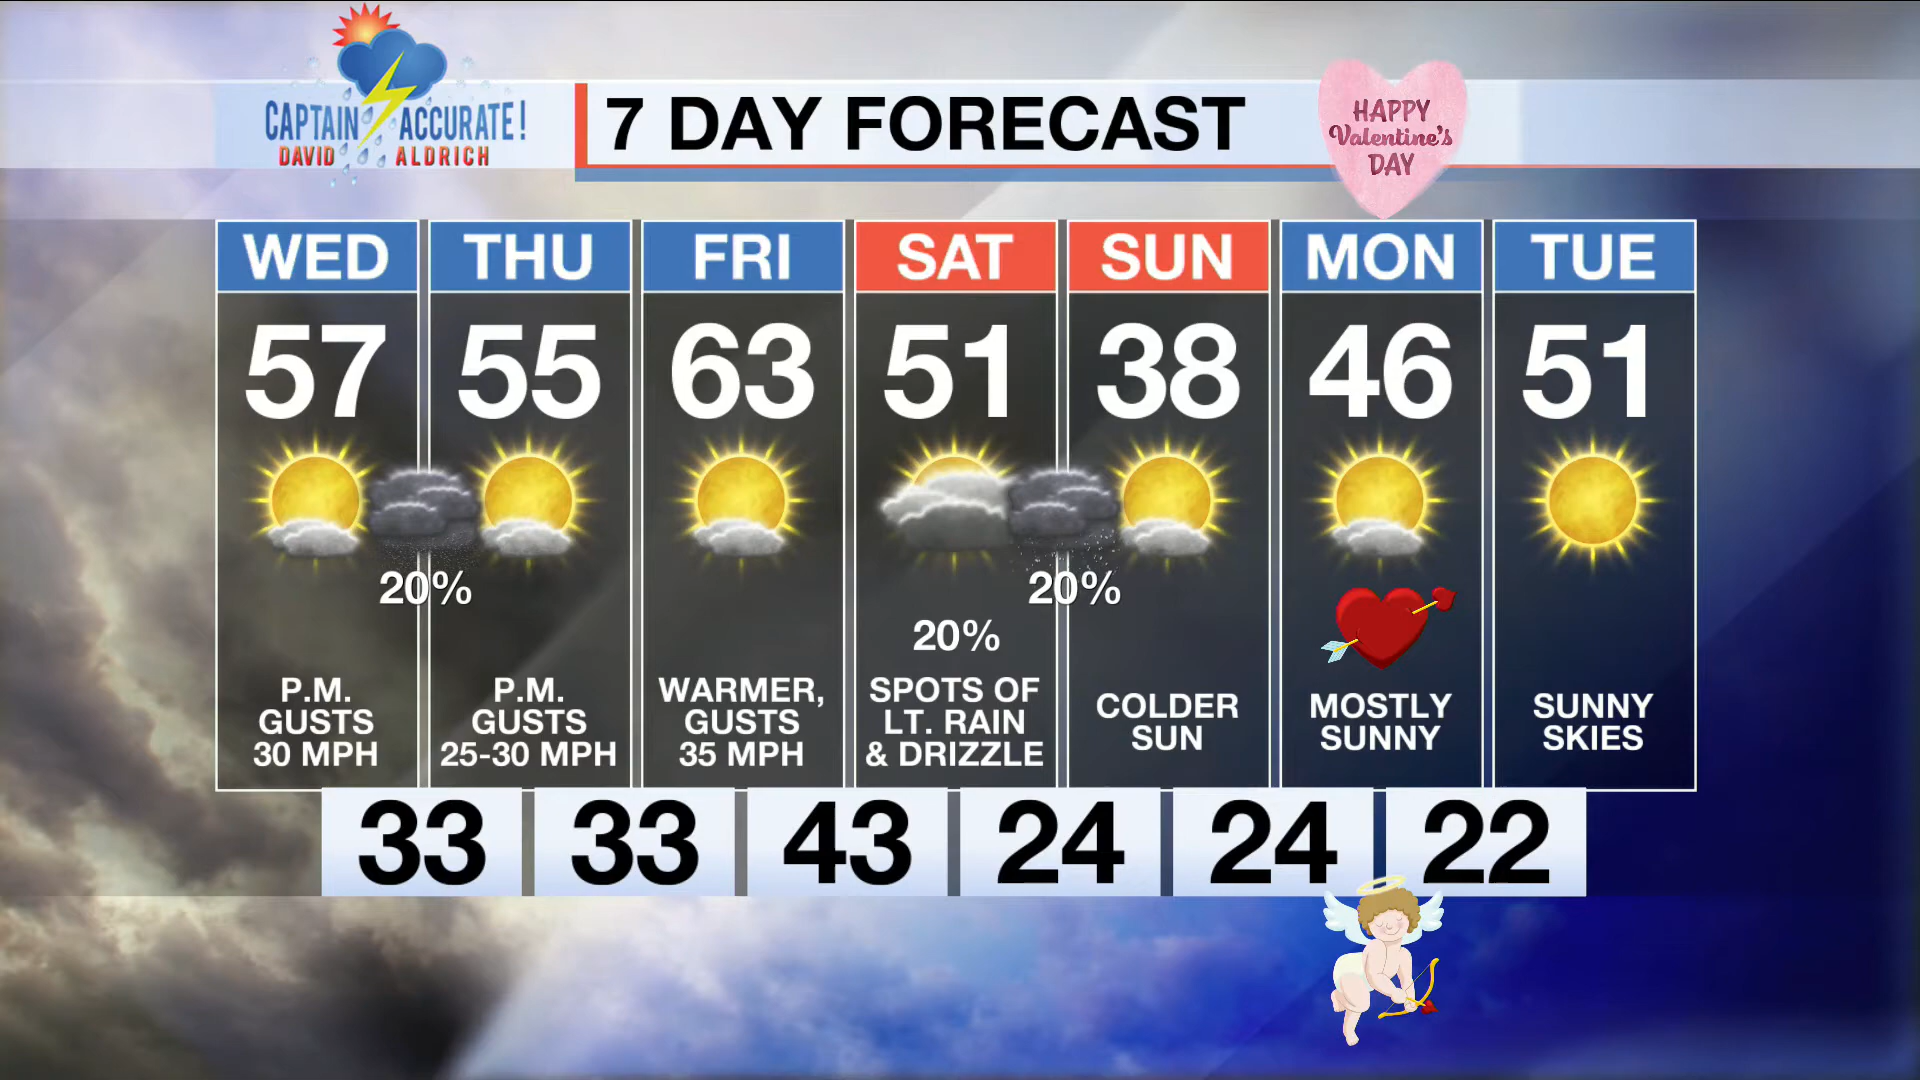 CAPTAIN ACCURATE!
DAVID ALDRICH
7 DAY FORECAST
HAPPY
Valentine's
DAY
WED THU FRI SAT SUN MON TUE
57 55 63 51 38 46 51
20% 20%
20%
P.M.
GUSTS
30 MPH
P.M.
GUSTS
25-30 MPH
WARMER,
GUSTS
35 MPH
SPOTS OF
LT. RAIN
& DRIZZLE
COLDER
SUN
MOSTLY
SUNNY
SUNNY
SKIES
33 33 43 24 24 22